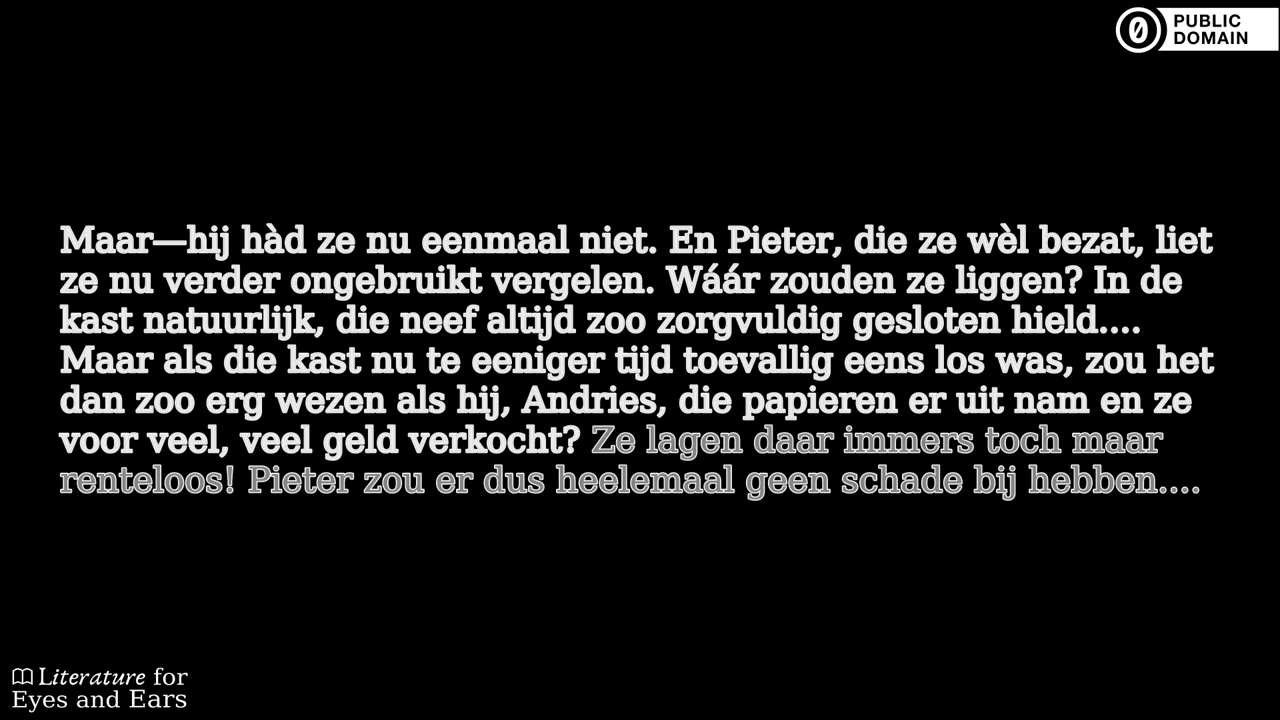 PUBLIC
DOMAIN
Maar—hij hàd ze nu eenmaal niet. En Pieter, die ze wèl bezat, liet
ze nu verder ongebruikt vergelen. Wáár zouden ze liggen? In de
kast natuurlijk, die neef altijd zoo zorgvuldig gesloten hield....
Maar als die kast nu te eeniger tijd toevallig eens los was, zou het
dan zoo erg wezen als hij, Andries, die papieren er uit nam en ze
voor veel, veel geld verkocht? Ze lagen daar immers toch maar
renteloos! Pieter zou er dus heelemaal geen schade bij hebben....
Literature for
Eyes and Ears